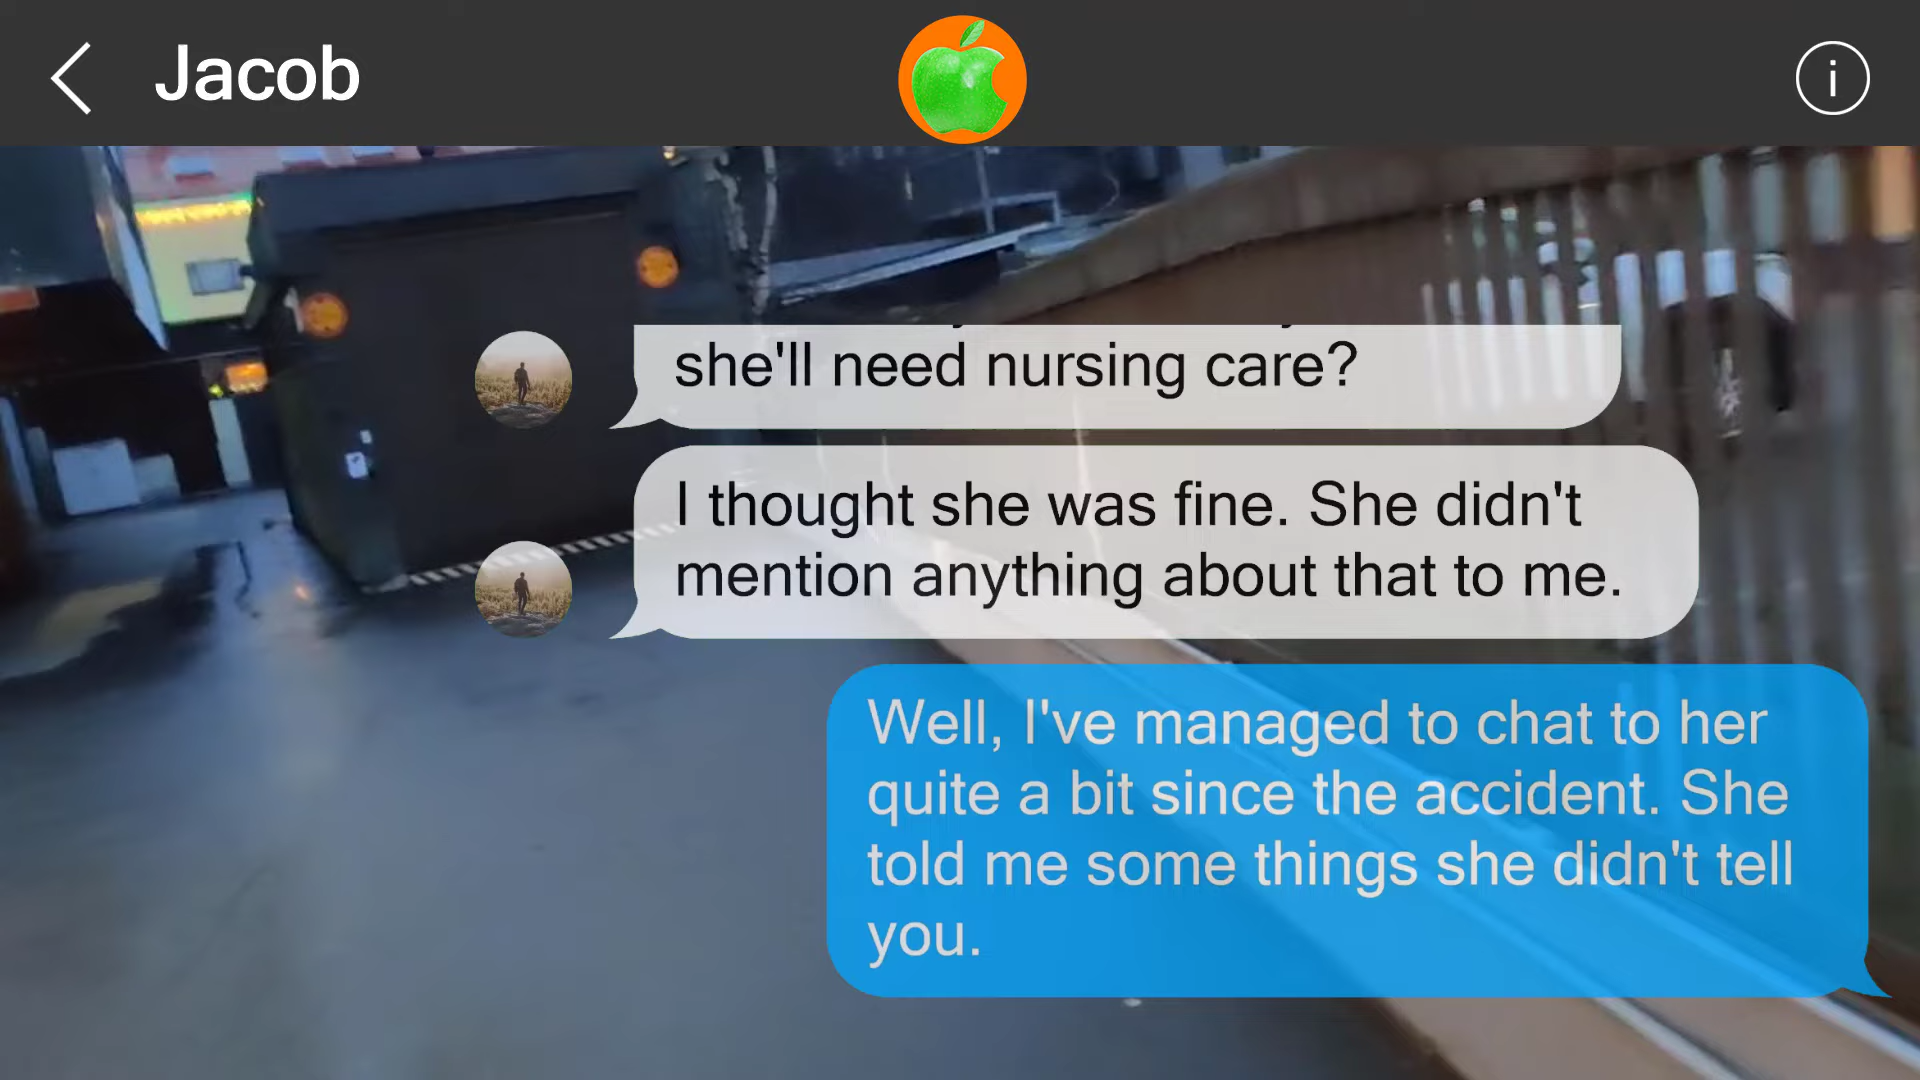 Jacob
she'll need nursing care?
I thought she was fine. She didn't
mention anything about that to me.
Well, I've managed to chat to her
quite a bit since the accident. She
told me some things she didn't tell
you.